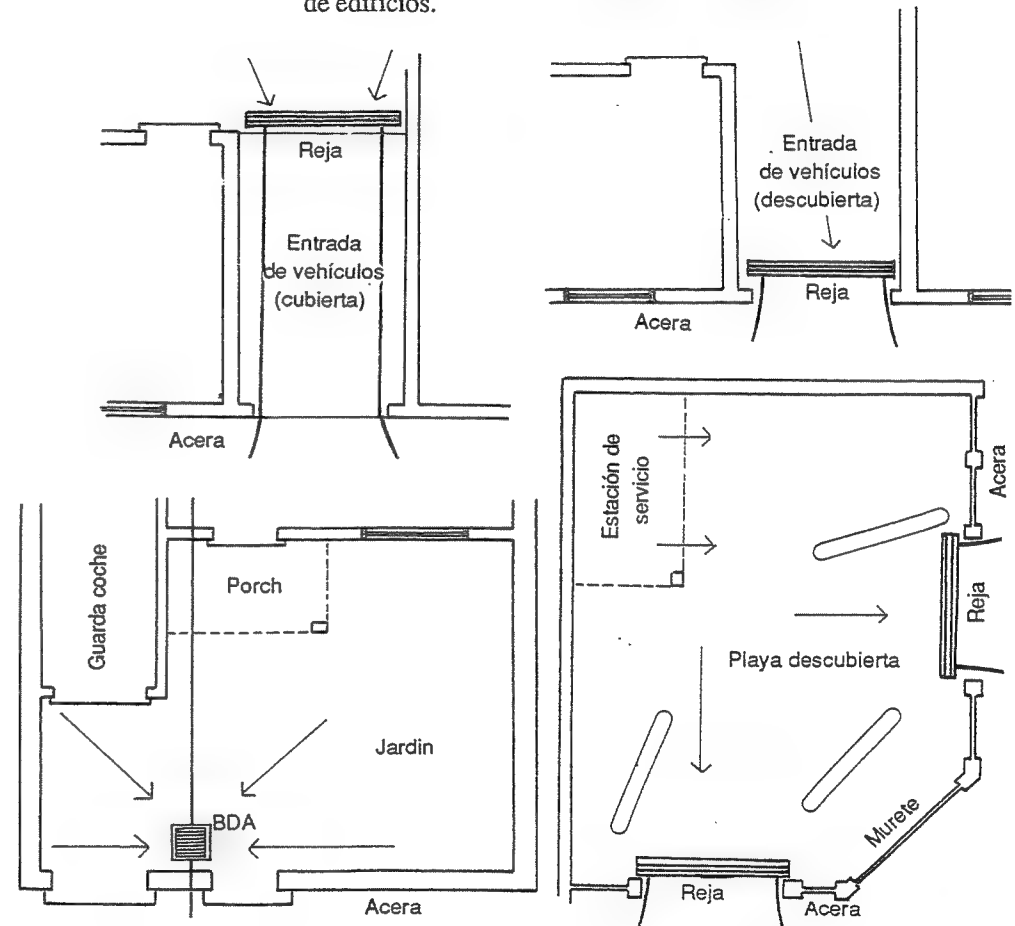 de edificios.
Reja
Entrada
de vehículos
(cubierta)
Acera
Entrada
de vehículos
(descubierta)
Reja
Acera
Guarda coche
Porch
Jardin
BDA
Acera
Estación de
servicio
Acera
Reja
Playa descubierta
Murete
Reja
Acera